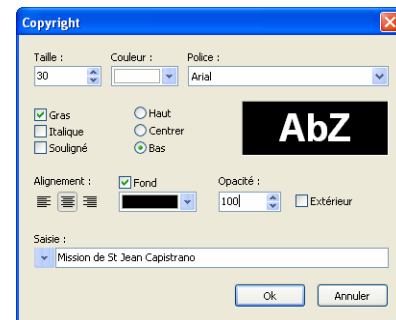 Copyright
Taille : Couleur : Police :
30 Arial
Gras Haut
Italique Centrer
Souligné Bas
AbZ
Alignement : Fond Opacité :
100 Extérieur
Saisie :
Mission de St Jean Capistrano
Ok Annuler